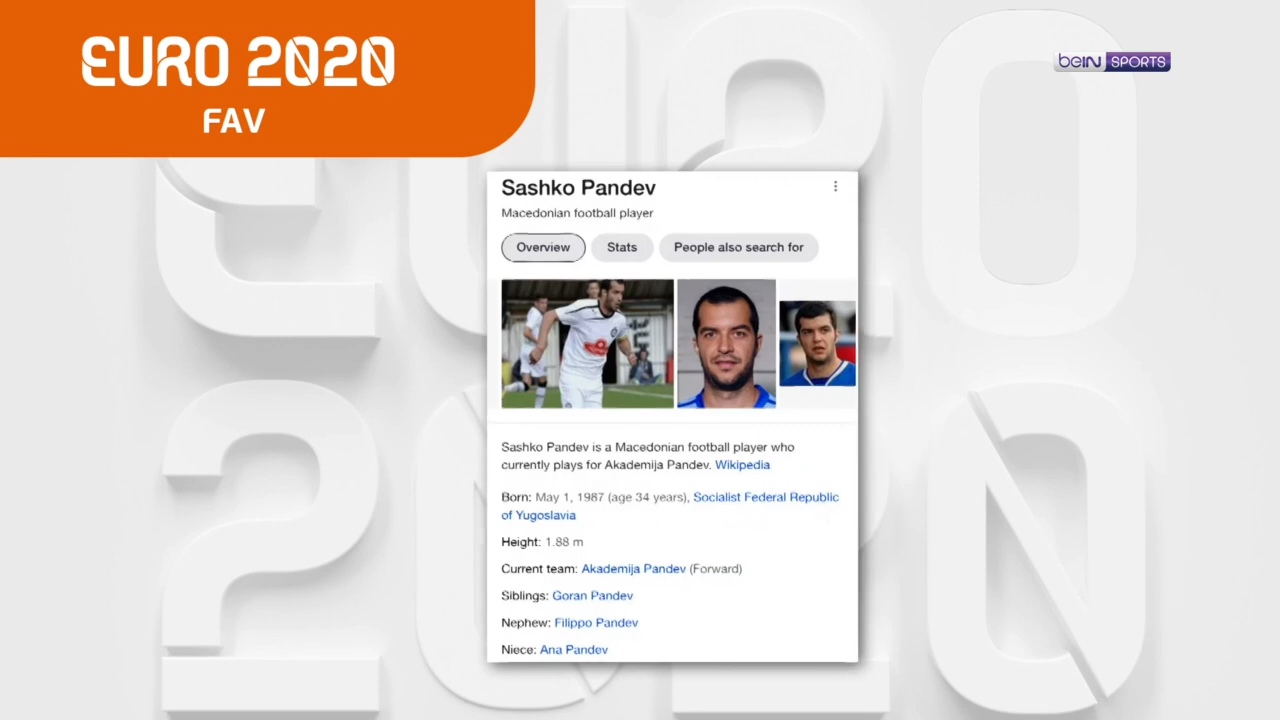 EURO 2020
FAV
beIN SPORTS
Sashko Pandev
Macedonian football player
Overview Stats People also search for
Sashko Pandev is a Macedonian football player who
currently plays for Akademija Pandev. Wikipedia
Born: May 1, 1987 (age 34 years), Socialist Federal Republic
of Yugoslavia
Height: 1.88 m
Current team: Akademija Pandev (Forward)
Siblings: Goran Pandev
Nephew: Filippo Pandev
Niece: Ana Pandev